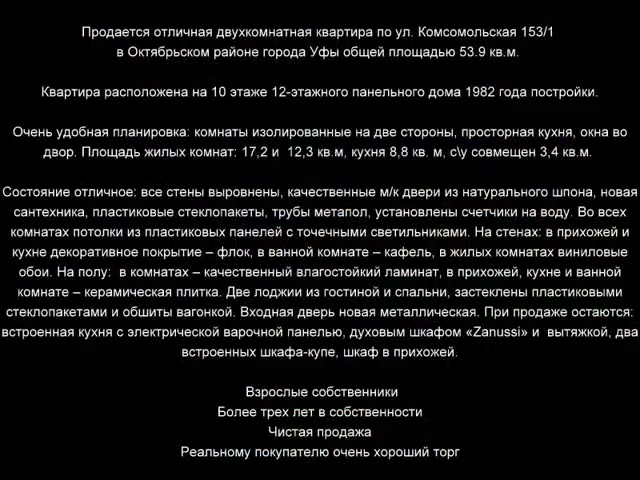 Продается отличная двухкомнатная квартира по ул. Комсомольская 153/1
в Октябрьском районе города Уфы общей площадью 53.9 кв.м.
Квартира расположена на 10 этаже 12-этажного панельного дома 1982 года постройки.
Очень удобная планировка: комнаты изолированные на две стороны, просторная кухня, окна во
двор. Площадь жилых комнат: 17,2 и 12,3 кв.м, кухня 8,8 кв. м, с\у совмещен 3,4 кв.м.
Состояние отличное: все стены выровнены, качественные м/к двери из натурального шпона, новая
сантехника, пластиковые стеклопакеты, трубы метапол, установлены счетчики на воду. Во всех
комнатах потолки из пластиковых панелей с точечными светильниками. На стенах: в прихожей и
кухне декоративное покрытие – флок, в ванной комнате – кафель, в жилых комнатах виниловые
обои. На полу: в комнатах – качественный влагостойкий ламинат, в прихожей, кухне и ванной
комнате – керамическая плитка. Две лоджии из гостиной и спальни, застеклены пластиковыми
стеклопакетами и обшиты вагонкой. Входная дверь новая металлическая. При продаже остаются:
встроенная кухня с электрической варочной панелью, духовым шкафом «Zanussi» и вытяжкой, два
встроенных шкафа-купе, шкаф в прихожей.
Взрослые собственники
Более трех лет в собственности
Чистая продажа
Реальному покупателю очень хороший торг